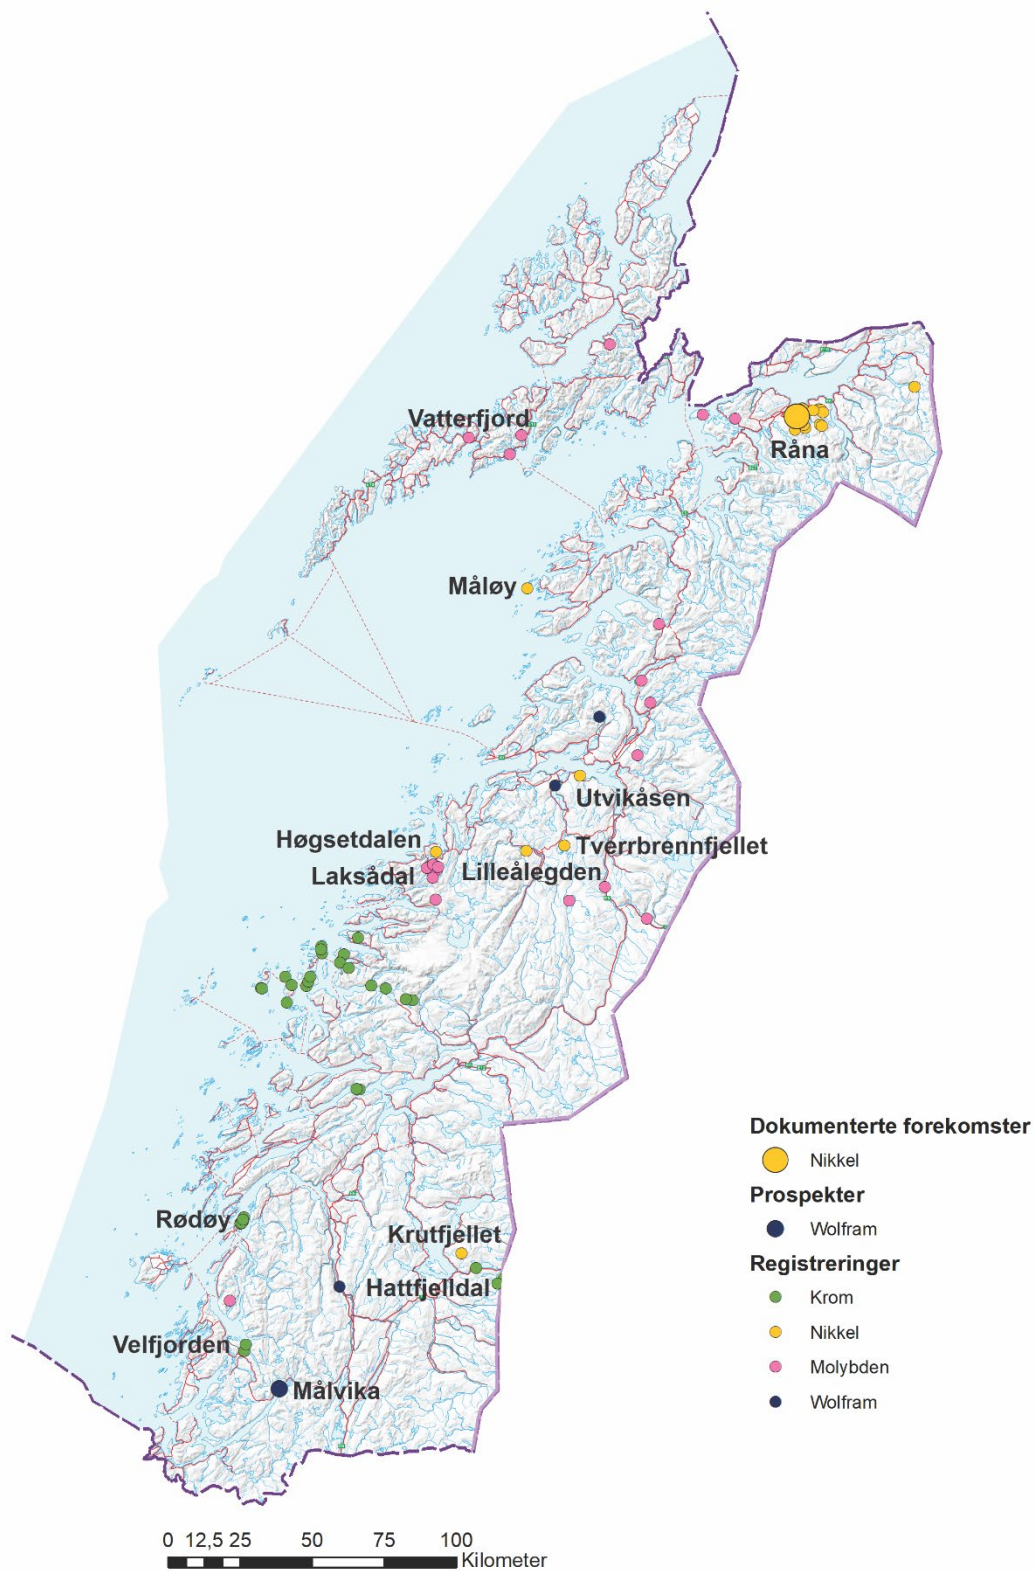 Vatterfjord
Råna
Måløy
Utvikåsen
Høgsetdalen
Tverrbrennfjellet
Laksådal
Lilleålegden
Rødøy
Krutfjellet
Hattfjelldal
Velfjorden
Målvika
Dokumenterte forekomster
Nikkel
Prospekter
Wolfram
Registreringer
Krom
Nikkel
Molybden
Wolfram
0 12,5 25 50 75 100
Kilometer